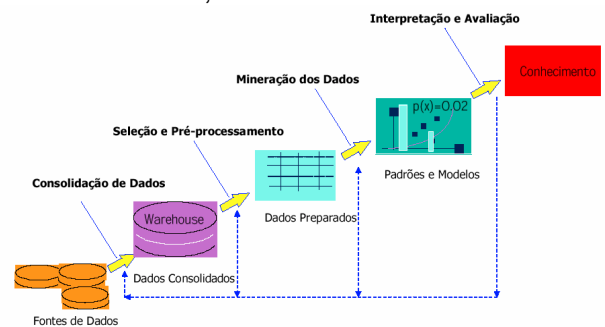 Interpretação e Avaliação
Conhecimento
Mineração dos Dados
p(x)=0.02
Seleção e Pré-processamento
Padrões e Modelos
Consolidação de Dados
Warehouse
Dados Preparados
Dados Consolidados
Fontes de Dados